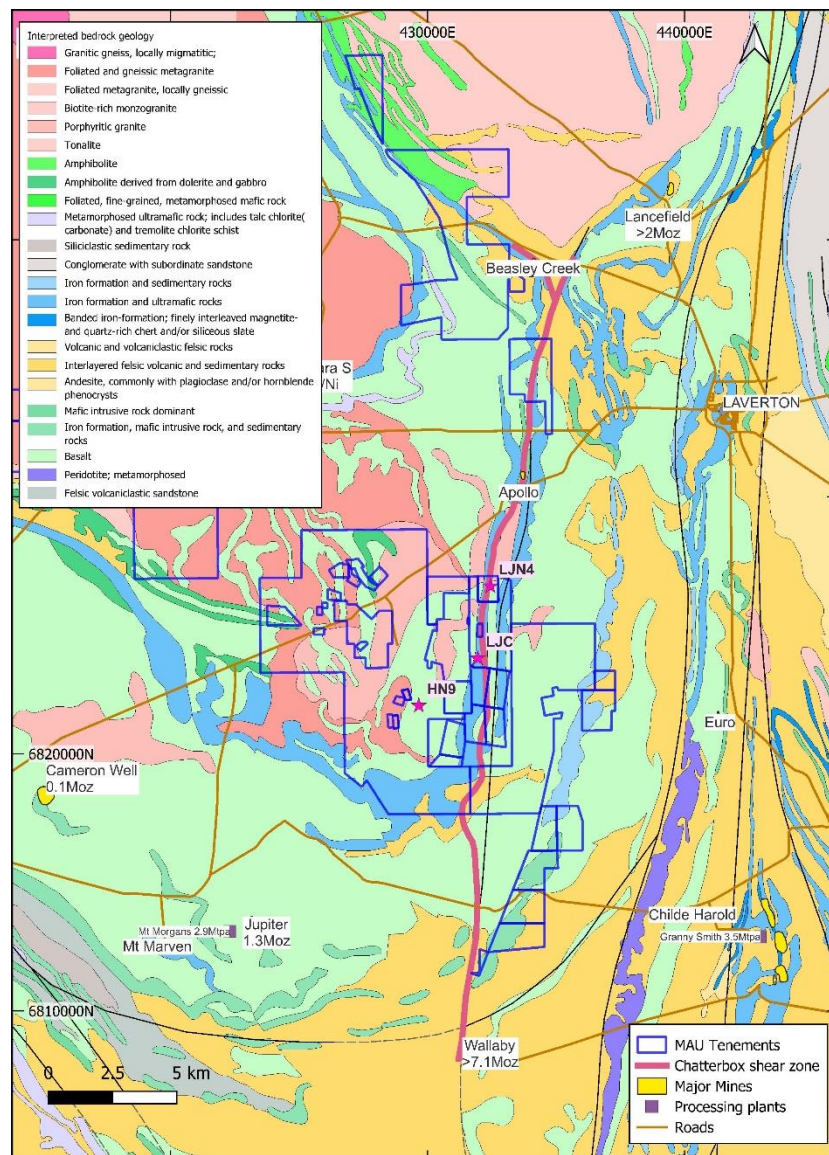 430000E
440000E
Interpreted bedrock geology
Granitic gneiss, locally migmatitic;
Foliated and gneissic metagranite
Foliated metagranite, locally gneissic
Biotite-rich monzogranite
Porphyritic granite
Tonalite
Amphibolite
Amphibolite derived from dolerite and gabbro
Foliated, fine-grained, metamorphosed mafic rock
Metamorphosed ultramafic rock; includes talc chlorite(
carbonate) and tremolite chlorite schist
Siliciclastic sedimentary rock
Conglomerate with subordinate sandstone
Iron formation and sedimentary rocks
Iron formation and ultramafic rocks
Banded iron-formation; finely interleaved magnetite-
and quartz-rich chert and/or siliceous slate
Volcanic and volcaniclastic felsic rocks
Interlayered felsic volcanic and sedimentary rocks
Andesite, commonly with plagioclase and/or hornblende
phenocrysts
Mafic intrusive rock dominant
Iron formation, mafic intrusive rock, and sedimentary
rocks
Basalt
Peridotite; metamorphosed
Felsic volcaniclastic sandstone
Lancefield
>2Moz
Beasley Creek
ara S
/Ni
LAVERTON
Apollo
LJN4
LJC
HN9
Euro
6820000N
Cameron Well
0.1Moz
Mt Morgans 2.9Mtpa
Jupiter
1.3Moz
Mt Marven
Childe Harold
Granny Smith 3.5Mtpa
6810000N
Wallaby
>7.1Moz
0 2.5 5 km
MAU Tenements
Chatterbox shear zone
Major Mines
Processing plants
Roads